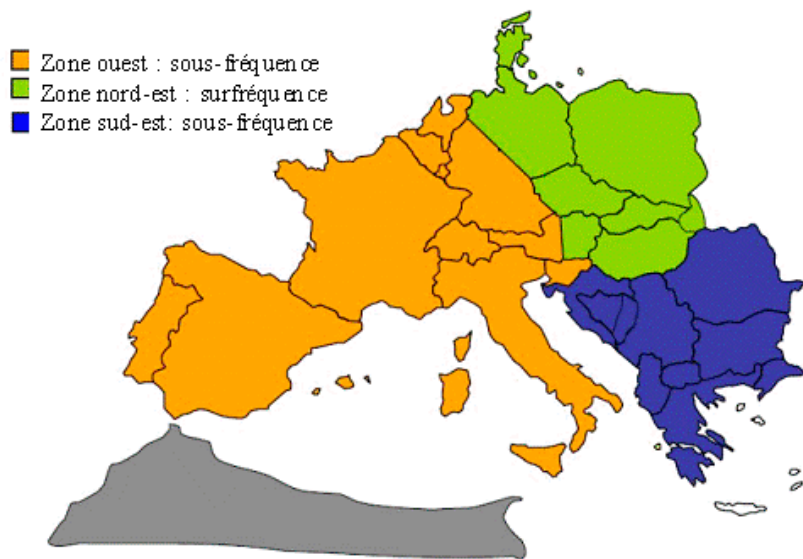 Zone ouest : sous-fréquence
Zone nord-est : surfréquence
Zone sud-est: sous-fréquence